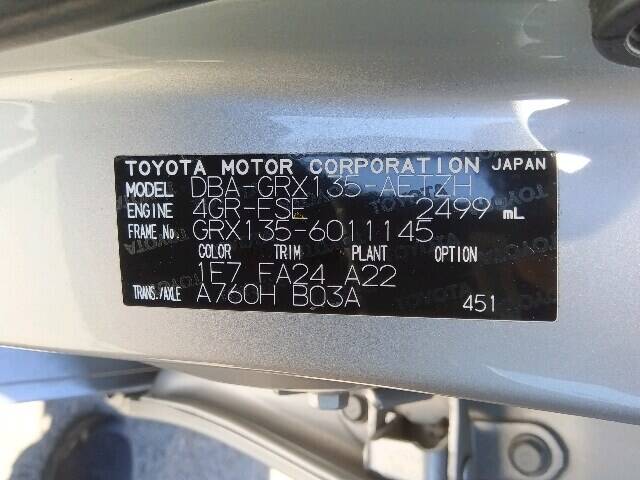 TOYOTA MOTOR CORPORATION JAPAN
MODEL DBA-GRX135-AETZH
ENGINE 4GR-FSE 2499 mL
FRAME No. GRX135-6011145
COLOR TRIM PLANT OPTION
1F7 FA24 A22
TRANS./AXLE A760H B03A 451